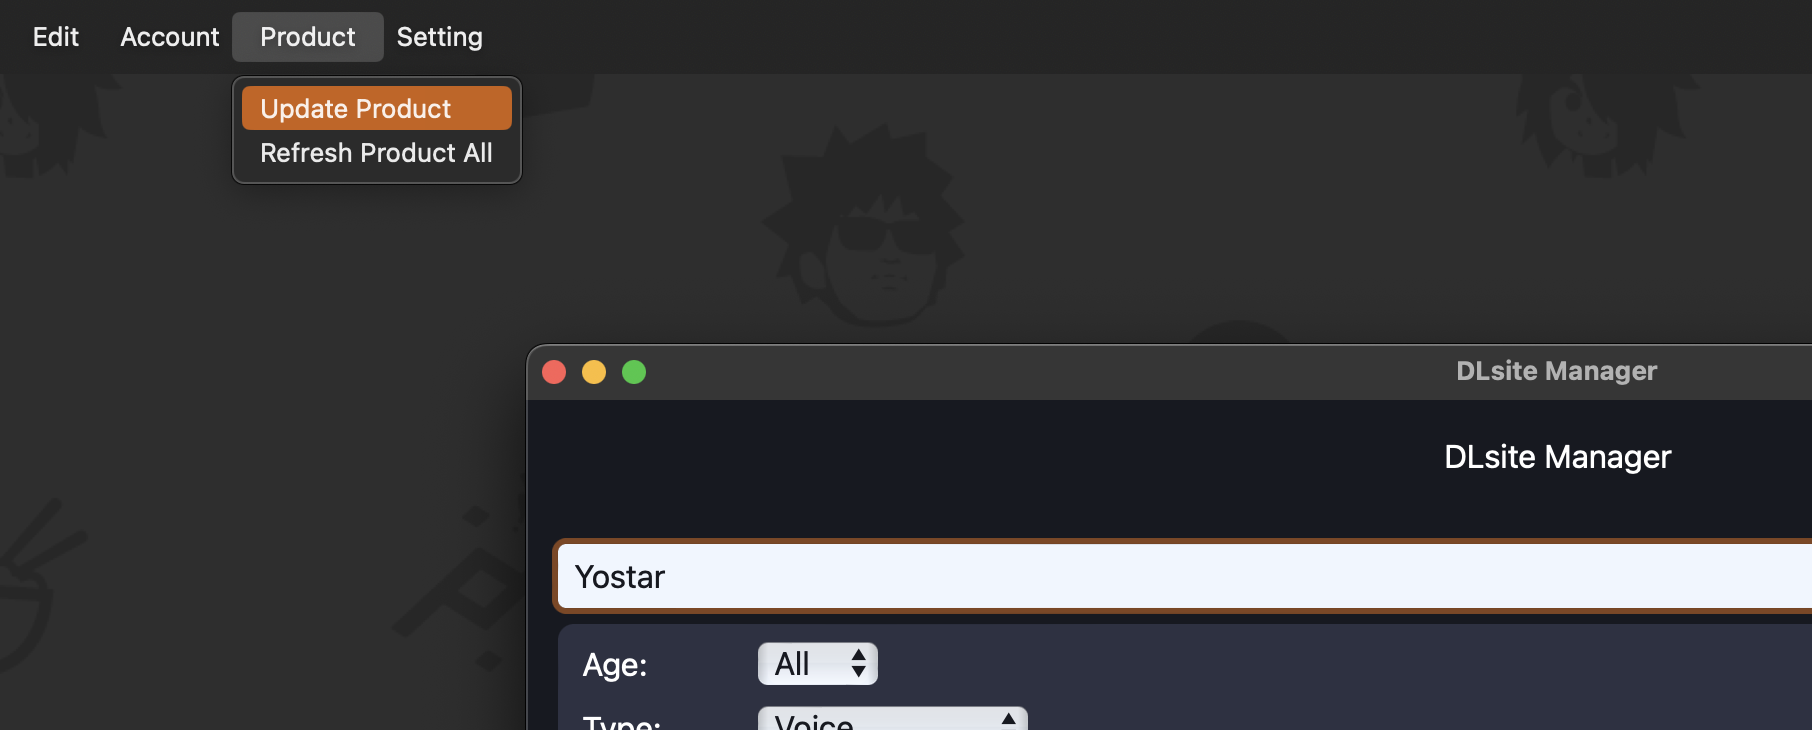 Edit Account Product Setting
Update Product
Refresh Product All
DLsite Manager
DLsite Manager
Yostar
Age: All
Type: Voice